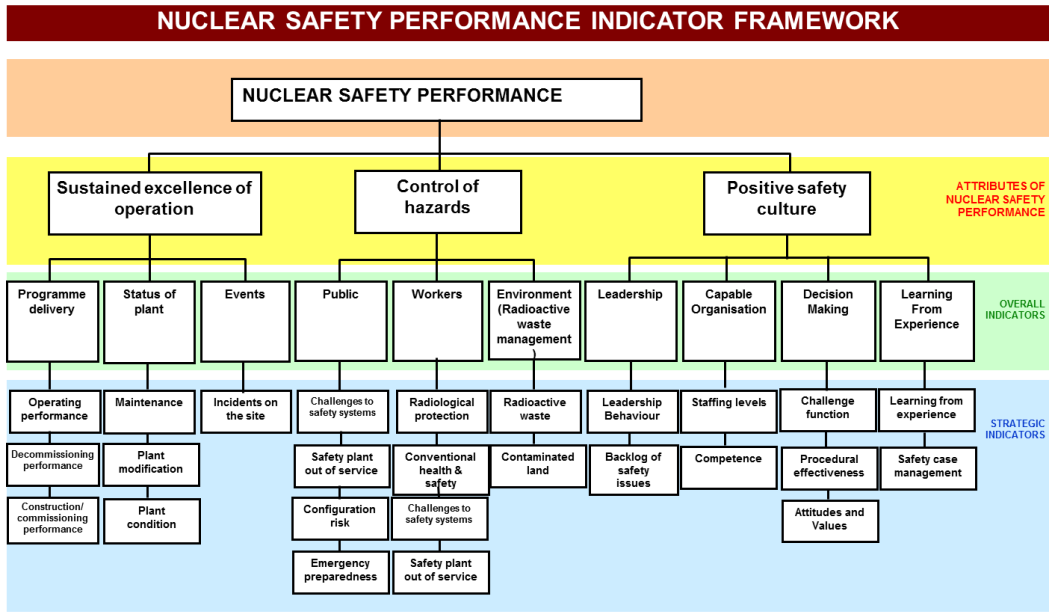 NUCLEAR SAFETY PERFORMANCE INDICATOR FRAMEWORK
NUCLEAR SAFETY PERFORMANCE
Sustained excellence of
operation
Control of
hazards
Positive safety
culture
ATTRIBUTES OF
NUCLEAR SAFETY
PERFORMANCE
Programme
delivery
Status of
plant
Events
Public
Workers
Environment
(Radioactive
waste
management
)
Leadership
Capable
Organisation
Decision
Making
Learning
From
Experience
OVERALL
INDICATORS
Operating
performance
Maintenance
Incidents on
the site
Challenges to
safety systems
Radiological
protection
Radioactive
waste
Leadership
Behaviour
Staffing levels
Challenge
function
Learning from
experience
STRATEGIC
INDICATORS
Decommissioning
performance
Plant
modification
Safety plant
out of service
Conventional
health &
safety
Contaminated
land
Backlog of
safety
issues
Competence
Procedural
effectiveness
Safety case
management
Construction/
commissioning
performance
Plant
condition
Configuration
risk
Challenges to
safety systems
Attitudes and
Values
Emergency
preparedness
Safety plant
out of service